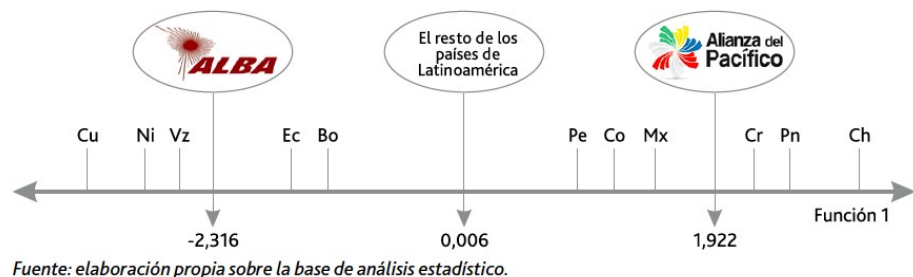 ALBA
El resto de los
países de
Latinoamérica
Alianza del
Pacífico
Cu Ni Vz Ec Bo Pe Co Mx Cr Pn Ch
Función 1
-2,316 0,006 1,922
Fuente: elaboración propia sobre la base de análisis estadístico.